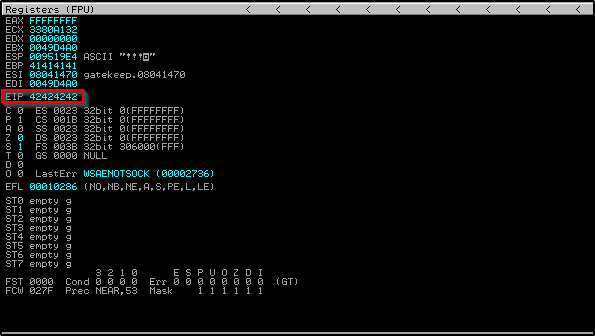 Registers (FPU) < < < < < < < < < < < <
EAX FFFFFFFF
ECX 3380A132
EDX 00000000
EBX 0049D4A0
ESP 009519E4 ASCII "
EBP 41414141
ESI 08041470 gatekeep.08041470
EDI 0049D4A0
EIP 42424242
C 0 ES 0023 32bit 0(FFFFFFFF)
P 1 CS 001B 32bit 0(FFFFFFFF)
A 0 SS 0023 32bit 0(FFFFFFFF)
Z 0 DS 0023 32bit 0(FFFFFFFF)
S 1 FS 003B 32bit 306000(FFF)
T 0 GS 0000 NULL
D 0
O 0 LastErr WSAENOTSOCK (00002736)
EFL 00010286 (NO,NB,NE,A,S,PE,L,LE)
ST0 empty g
ST1 empty g
ST2 empty g
ST3 empty g
ST4 empty g
ST5 empty g
ST6 empty g
ST7 empty g
3 2 1 0 E S P U O Z D I
FST 0000 Cond 0 0 0 0 Err 0 0 0 0 0 0 0 0 (GT)
FCW 027F Prec NEAR,53 Mask 1 1 1 1 1 1